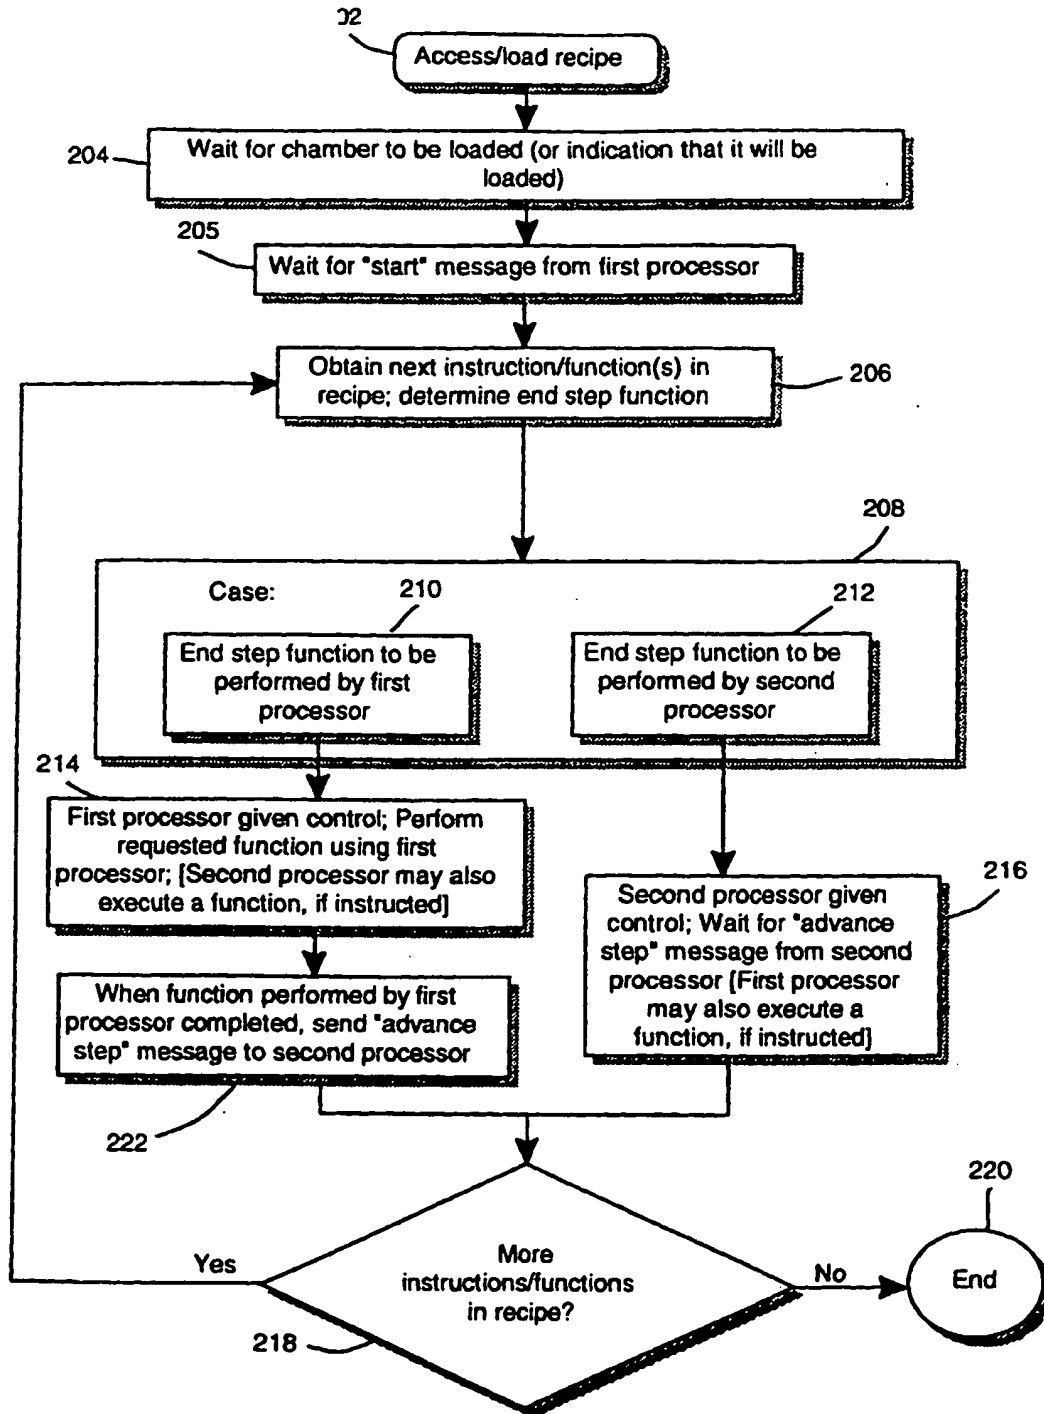 02
Access/load recipe
204
Wait for chamber to be loaded (or indication that it will be
loaded)
205
Wait for "start" message from first processor
Obtain next instruction/function(s) in
recipe; determine end step function
206
208
Case:
210
212
End step function to be
performed by first
processor
End step function to be
performed by second
processor
214
First processor given control; Perform
requested function using first
processor; [Second processor may also
execute a function, if instructed]
216
Second processor given
control; Wait for "advance
step" message from second
processor [First processor
may also execute a
function, if instructed]
When function performed by first
processor completed, send "advance
step" message to second processor
222
220
Yes
More
instructions/functions
in recipe?
No
End
218